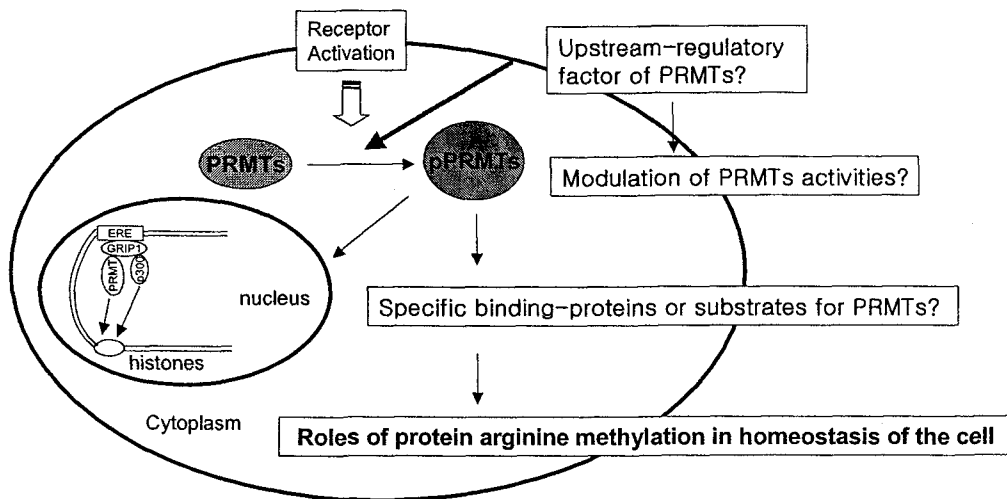 Receptor
Activation
Upstream-regulatory
factor of PRMTs?
PRMTs
pPRMTs
Modulation of PRMTs activities?
ERE
GRIP1
PRMT
p300
nucleus
Specific binding-proteins or substrates for PRMTs?
histones
Cytoplasm
Roles of protein arginine methylation in homeostasis of the cell